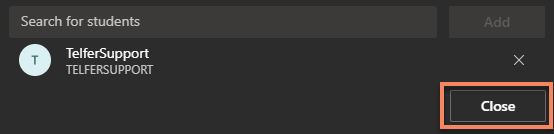 Search for students
Add
T
TelferSupport
TELFERSUPPORT
Close